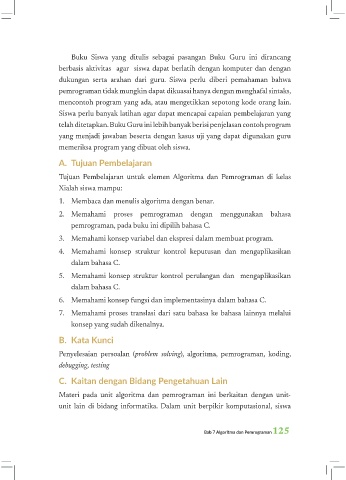 Buku Siswa yang ditulis sebagai pasangan Buku Guru ini dirancang
berbasis aktivitas agar siswa dapat berlatih dengan komputer dan dengan
dukungan serta arahan dari guru. Siswa perlu diberi pemahaman bahwa
pemrograman tidak mungkin dapat dikuasai hanya dengan menghafal sintaks,
mencontoh program yang ada, atau mengetikkan sepotong kode orang lain.
Siswa perlu banyak latihan agar dapat mencapai capaian pembelajaran yang
telah ditetapkan. Buku Guru ini lebih banyak berisi penjelasan contoh program
yang menjadi jawaban beserta dengan kasus uji yang dapat digunakan guru
memeriksa program yang dibuat oleh siswa.
A. Tujuan Pembelajaran
Tujuan Pembelajaran untuk elemen Algoritma dan Pemrograman di kelas
XIalah siswa mampu:
1. Membaca dan menulis algoritma dengan benar.
2. Memahami proses pemrograman dengan menggunakan bahasa
pemrograman, pada buku ini dipilih bahasa C.
3. Memahami konsep variabel dan ekspresi dalam membuat program.
4. Memahami konsep struktur kontrol keputusan dan mengaplikasikan
dalam bahasa C.
5. Memahami konsep struktur kontrol perulangan dan mengaplikasikan
dalam bahasa C.
6. Memahami konsep fungsi dan implementasinya dalam bahasa C.
7. Memahami proses translasi dari satu bahasa ke bahasa lainnya melalui
konsep yang sudah dikenalnya.
B. Kata Kunci
Penyelesaian persoalan (problem solving), algoritma, pemrograman, koding,
debugging, testing
C. Kaitan dengan Bidang Pengetahuan Lain
Materi pada unit algoritma dan pemrograman ini berkaitan dengan unit-
unit lain di bidang informatika. Dalam unit berpikir komputasional, siswa
Bab 7 Algoritma dan Pemrograman 125